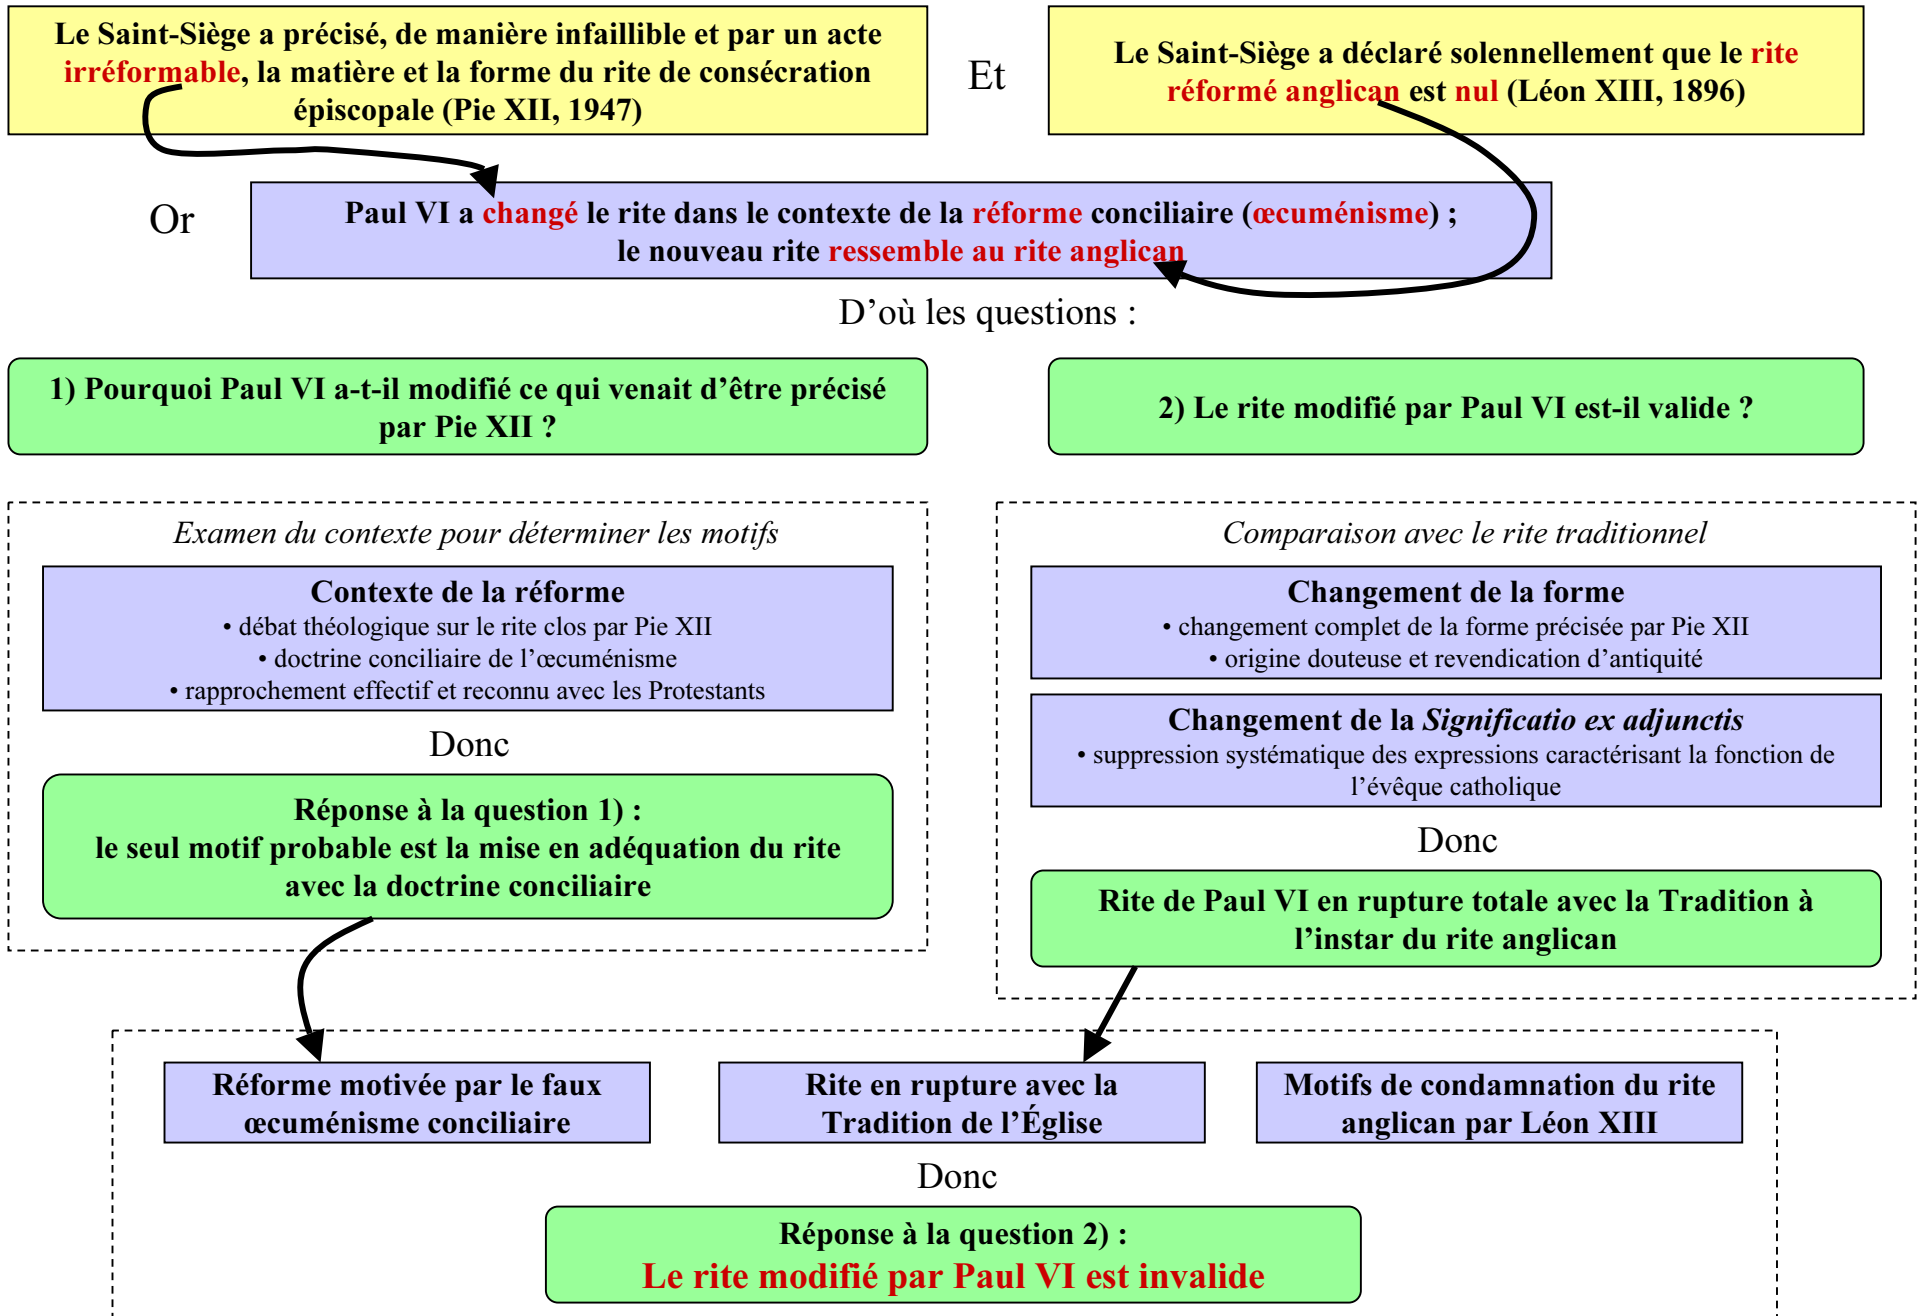 Le Saint-Siège a précisé, de manière infaillible et par un acte
irréformable, la matière et la forme du rite de consécration
épiscopale (Pie XII, 1947)
Et
Le Saint-Siège a déclaré solennellement que le rite
réformé anglican est nul (Léon XIII, 1896)
Or
Paul VI a changé le rite dans le contexte de la réforme conciliaire (œcuménisme) ;
le nouveau rite ressemble au rite anglican
D’où les questions :
1) Pourquoi Paul VI a-t-il modifié ce qui venait d’être précisé
par Pie XII ?
2) Le rite modifié par Paul VI est-il valide ?
Examen du contexte pour déterminer les motifs
Contexte de la réforme
• débat théologique sur le rite clos par Pie XII
• doctrine conciliaire de l’œcuménisme
• rapprochement effectif et reconnu avec les Protestants
Donc
Réponse à la question 1) :
le seul motif probable est la mise en adéquation du rite
avec la doctrine conciliaire
Comparaison avec le rite traditionnel
Changement de la forme
• changement complet de la forme précisée par Pie XII
• origine douteuse et revendication d’antiquité
Changement de la Significatio ex adjunctis
• suppression systématique des expressions caractérisant la fonction de
l’évêque catholique
Donc
Rite de Paul VI en rupture totale avec la Tradition à
l’instar du rite anglican
Réforme motivée par le faux
œcuménisme conciliaire
Rite en rupture avec la
Tradition de l’Église
Motifs de condamnation du rite
anglican par Léon XIII
Donc
Réponse à la question 2) :
Le rite modifié par Paul VI est invalide